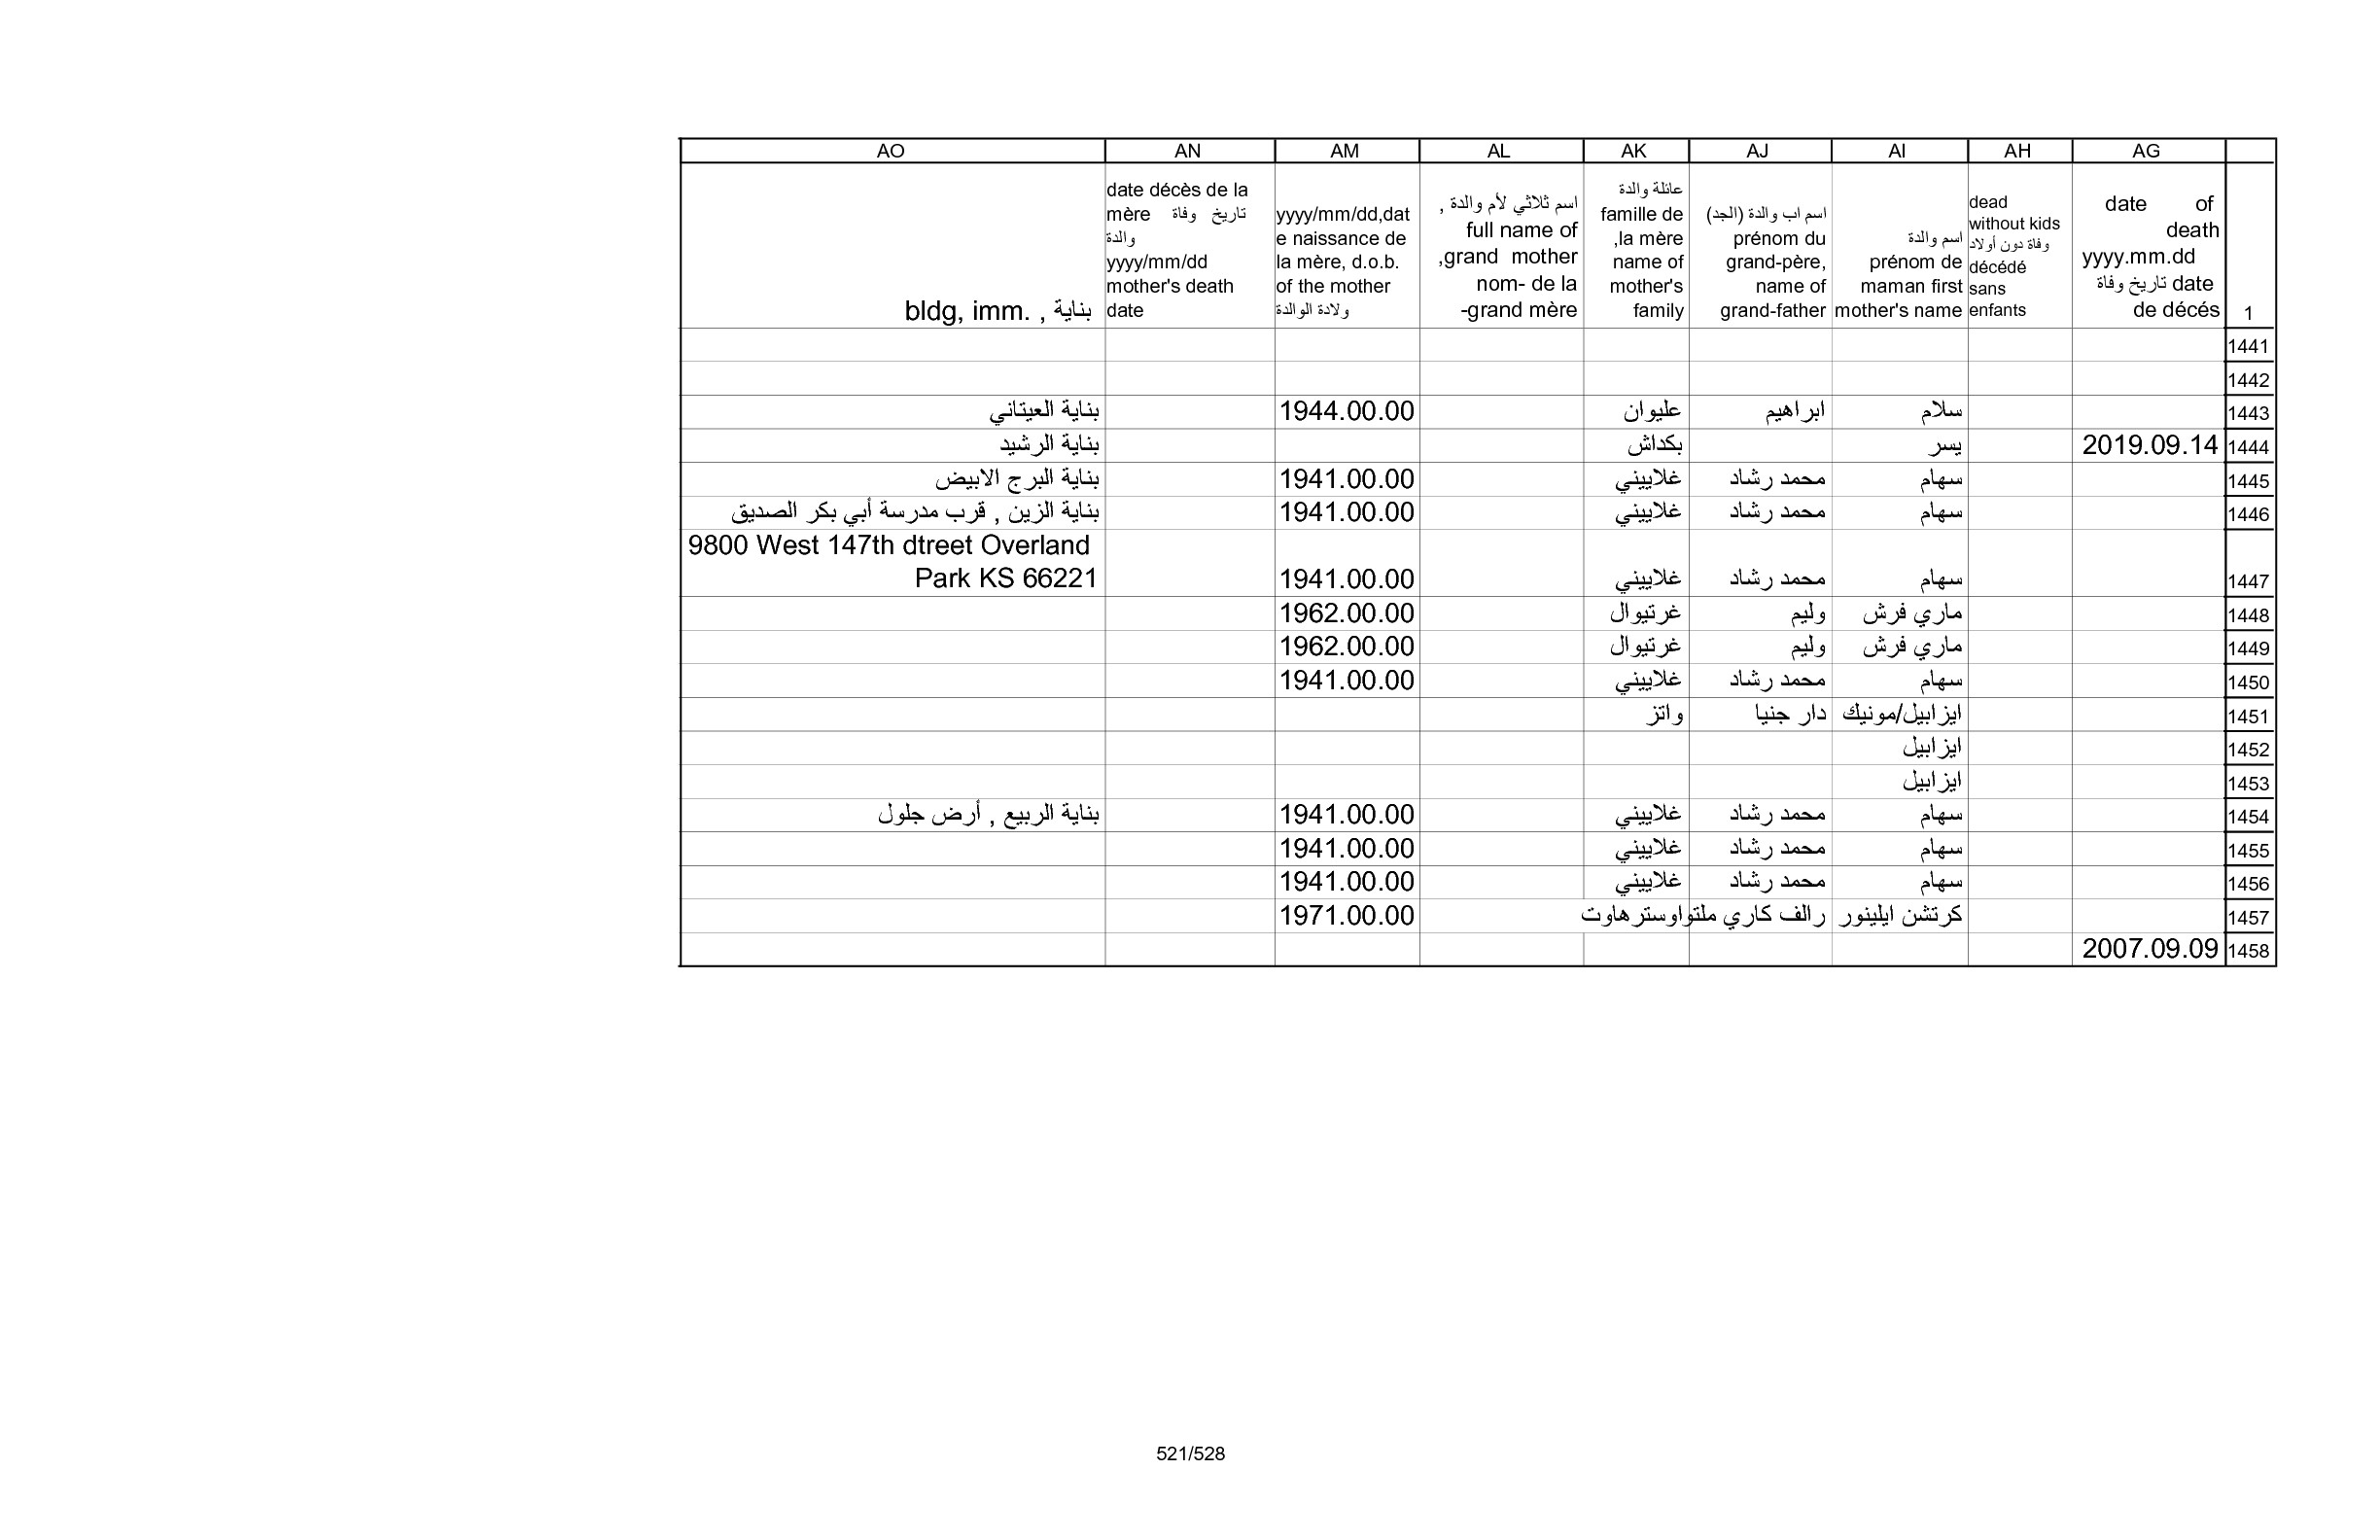 AG AH AI AJ AK AL AM AN AO
1
date of
death
yyyy.mm.dd
date تاريخ وفاة
de décés
dead
without kids
وفاة دون أولاد
décédé
sans
enfants
اسم والدة
prénom de
maman first
mother's name
اسم اب والدة (الجد)
prénom du
grand-père,
name of
grand-father
عائلة والدة
famille de
,la mère
name of
mother's
family
اسم ثلاثي لأم والدة ,
full name of
,grand mother
nom- de la
-grand mère
yyyy/mm/dd,dat
e naissance de
la mère, d.o.b.
of the mother
ولادة الوالدة
date décès de la
mère تاريخ وفاة
والدة
yyyy/mm/dd
mother's death
date
bldg, imm. , بناية
1441
1442
1443 سلام ابراهيم عليوان 1944.00.00 بناية العيتاني
1444 2019.09.14 يسر بكداش بناية الرشيد
1445 سهام محمد رشاد غلاييني 1941.00.00 بناية البرج الابيض
1446 سهام محمد رشاد غلاييني 1941.00.00 بناية الزين , قرب مدرسة أبي بكر الصديق
1447 سهام محمد رشاد غلاييني 1941.00.00 9800 West 147th dtreet Overland
Park KS 66221
1448 ماري فرش وليم غرتيوال 1962.00.00
1449 ماري فرش وليم غرتيوال 1962.00.00
1450 سهام محمد رشاد غلاييني 1941.00.00
1451 ايزابيل/مونيك دار جنيا واتز
1452 ايزابيل
1453 ايزابيل
1454 سهام محمد رشاد غلاييني 1941.00.00 بناية الربيع , أرض جلول
1455 سهام محمد رشاد غلاييني 1941.00.00
1456 سهام محمد رشاد غلاييني 1941.00.00
1457 كرتشن ايلينور رالف كاري ملتو اوسترهاوت 1971.00.00
1458 2007.09.09
521/528